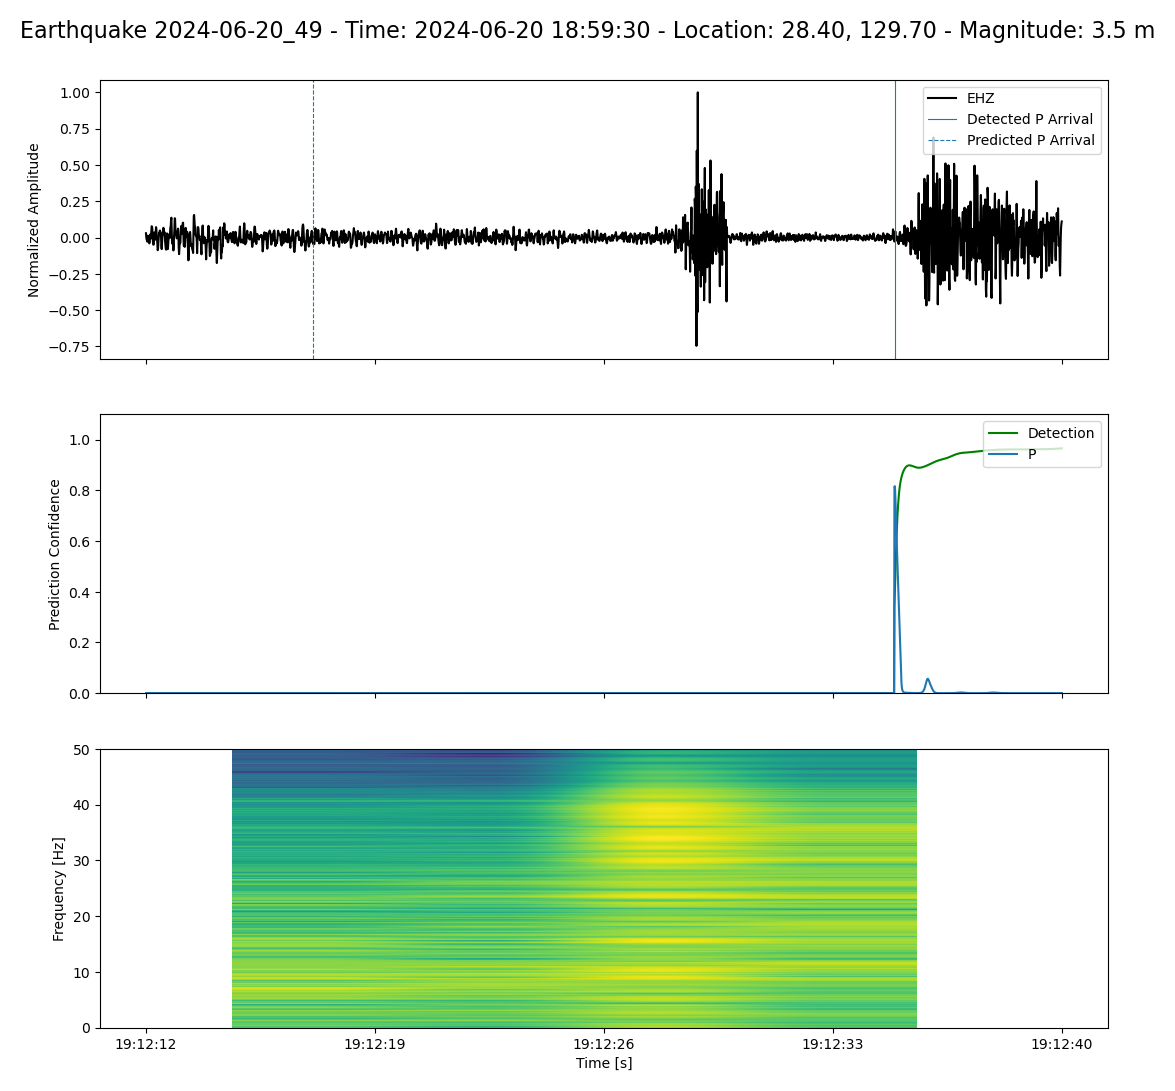 Earthquake 2024-06-20_49 - Time: 2024-06-20 18:59:30 - Location: 28.40, 129.70 - Magnitude: 3.5 m
Normalized Amplitude
1.00
0.75
0.50
0.25
0.00
−0.25
−0.50
−0.75
EHZ
Detected P Arrival
Predicted P Arrival
Prediction Confidence
1.0
0.8
0.6
0.4
0.2
0.0
Detection
P
Frequency [Hz]
50
40
30
20
10
0
19:12:12 19:12:19 19:12:26 19:12:33 19:12:40
Time [s]